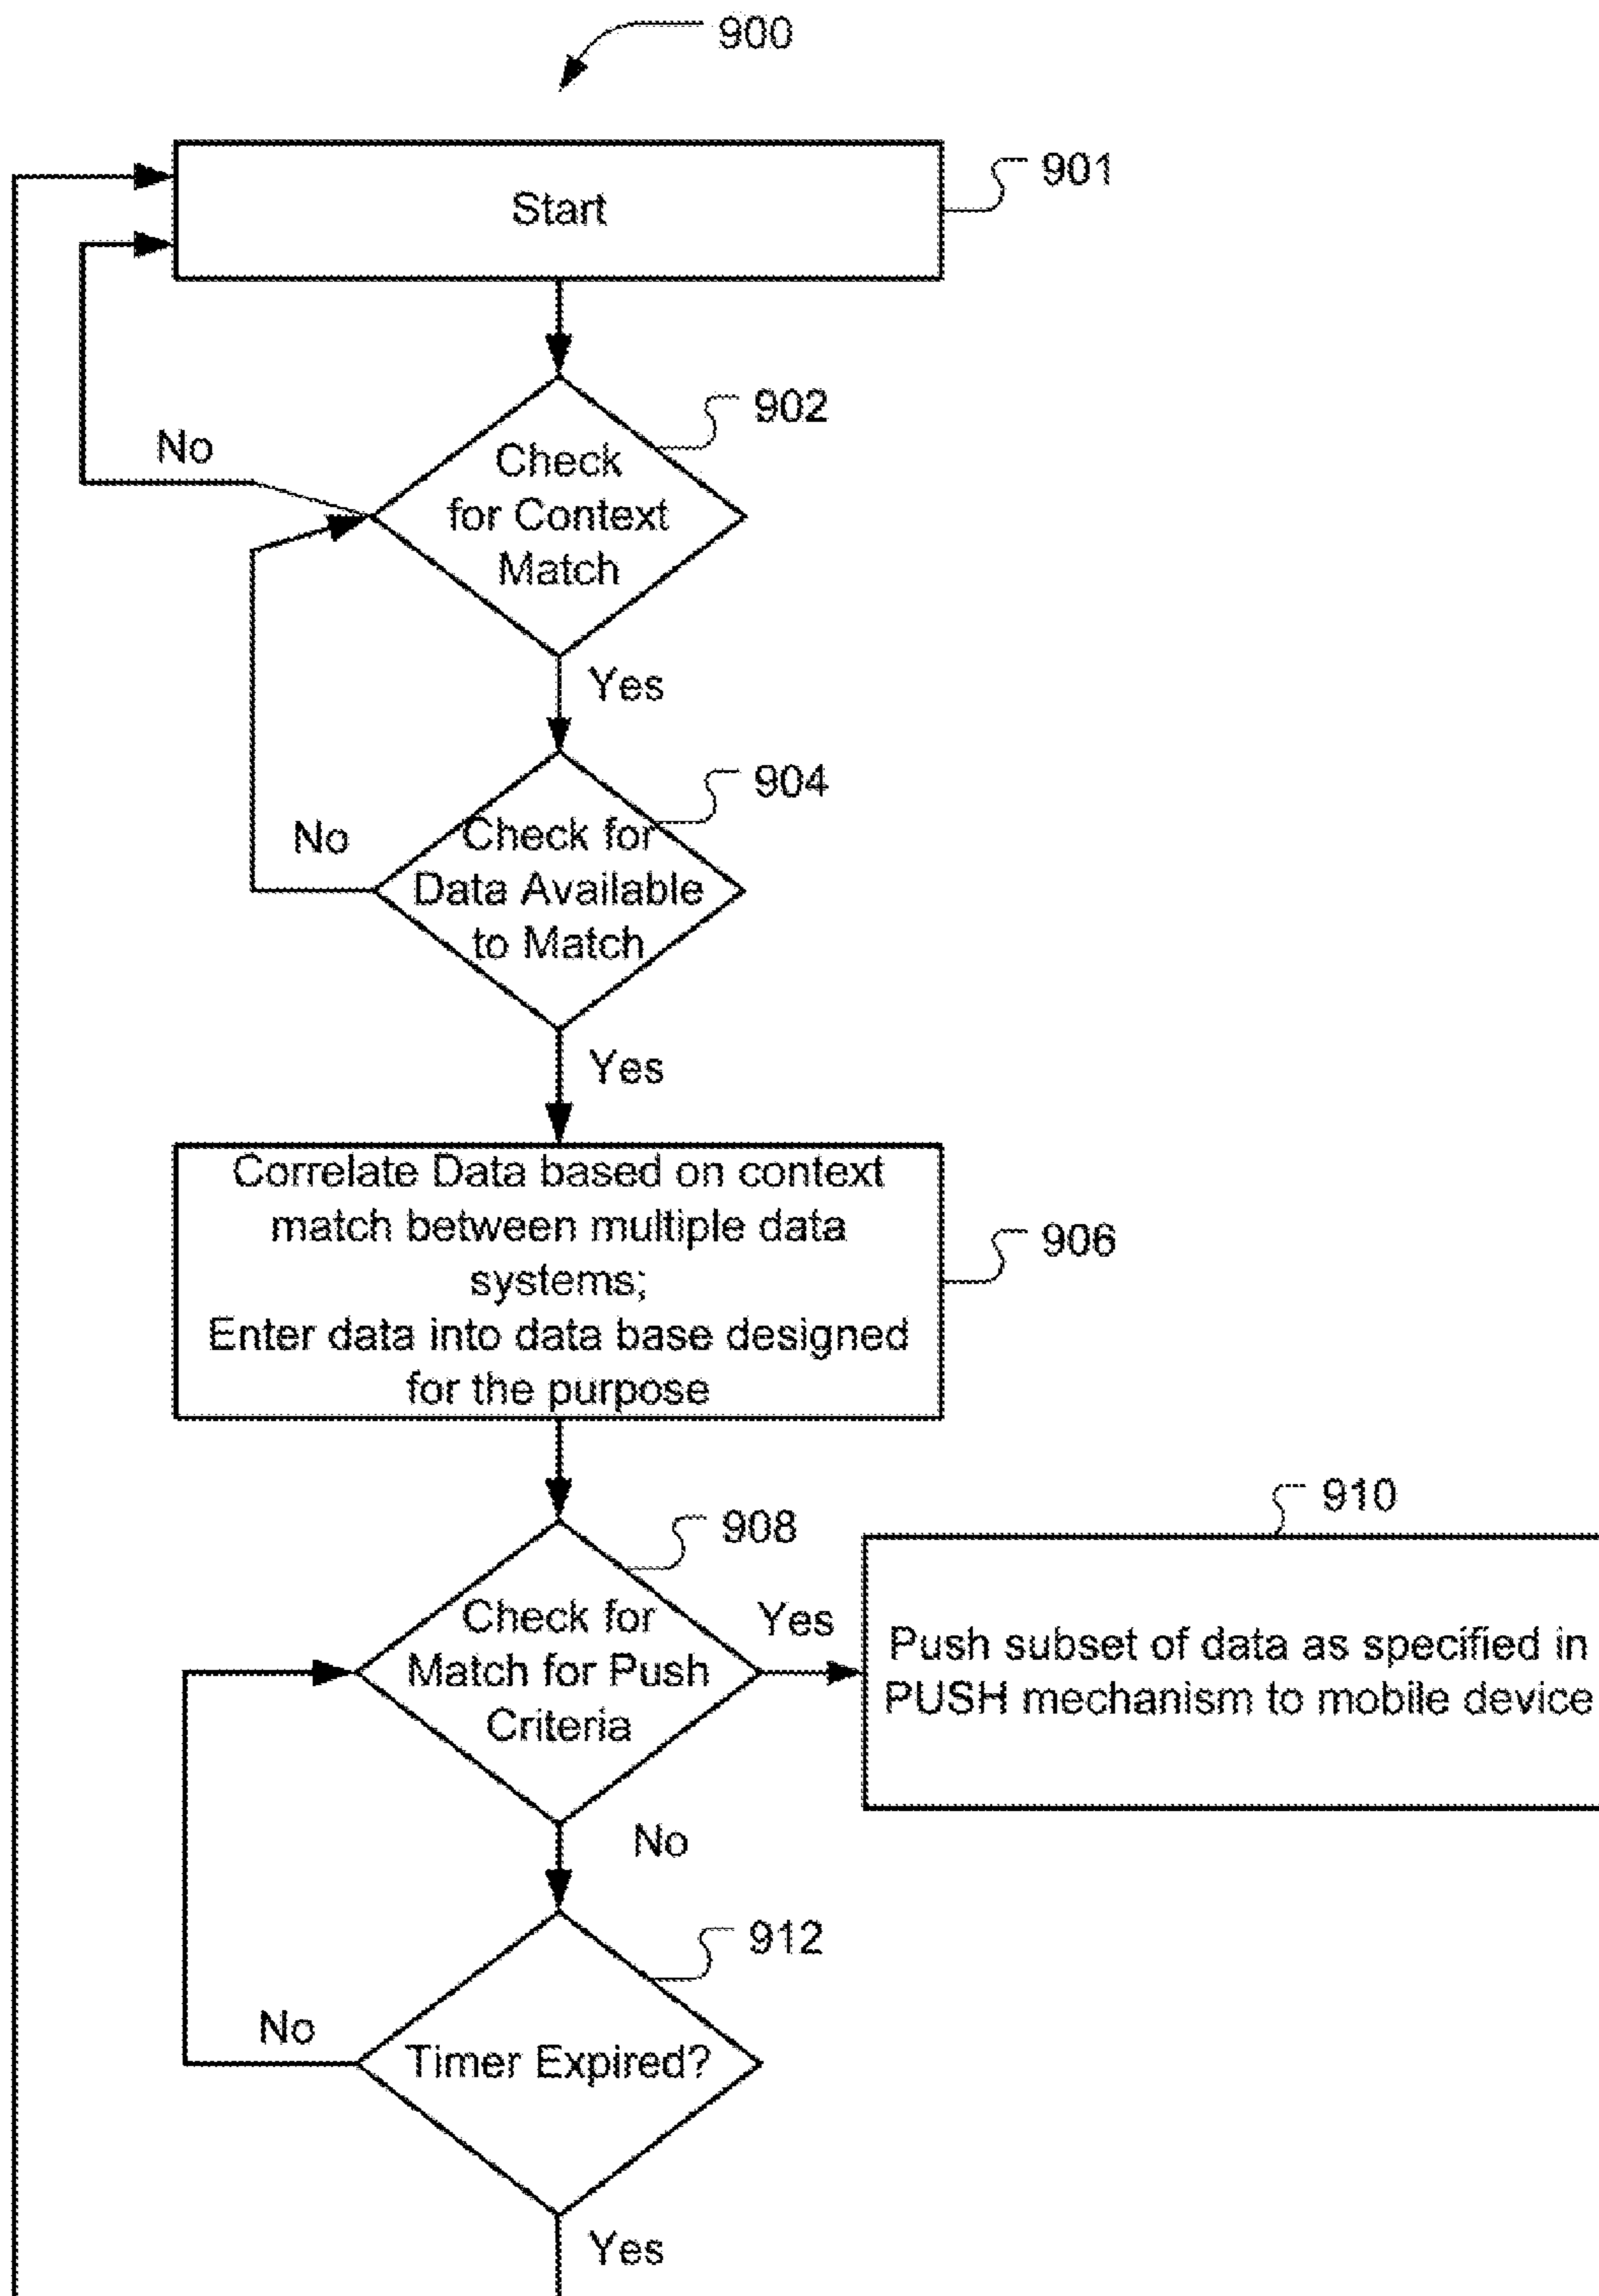 900
Start
901
902
No
Check
for Context
Match
Yes
904
No
Check for
Data Available
to Match
Yes
Correlate Data based on context
match between multiple data
systems;
Enter data into data base designed
for the purpose
906
908
910
Check for
Match for Push
Criteria
Yes
Push subset of data as specified in
PUSH mechanism to mobile device
No
912
No
Timer Expired?
Yes